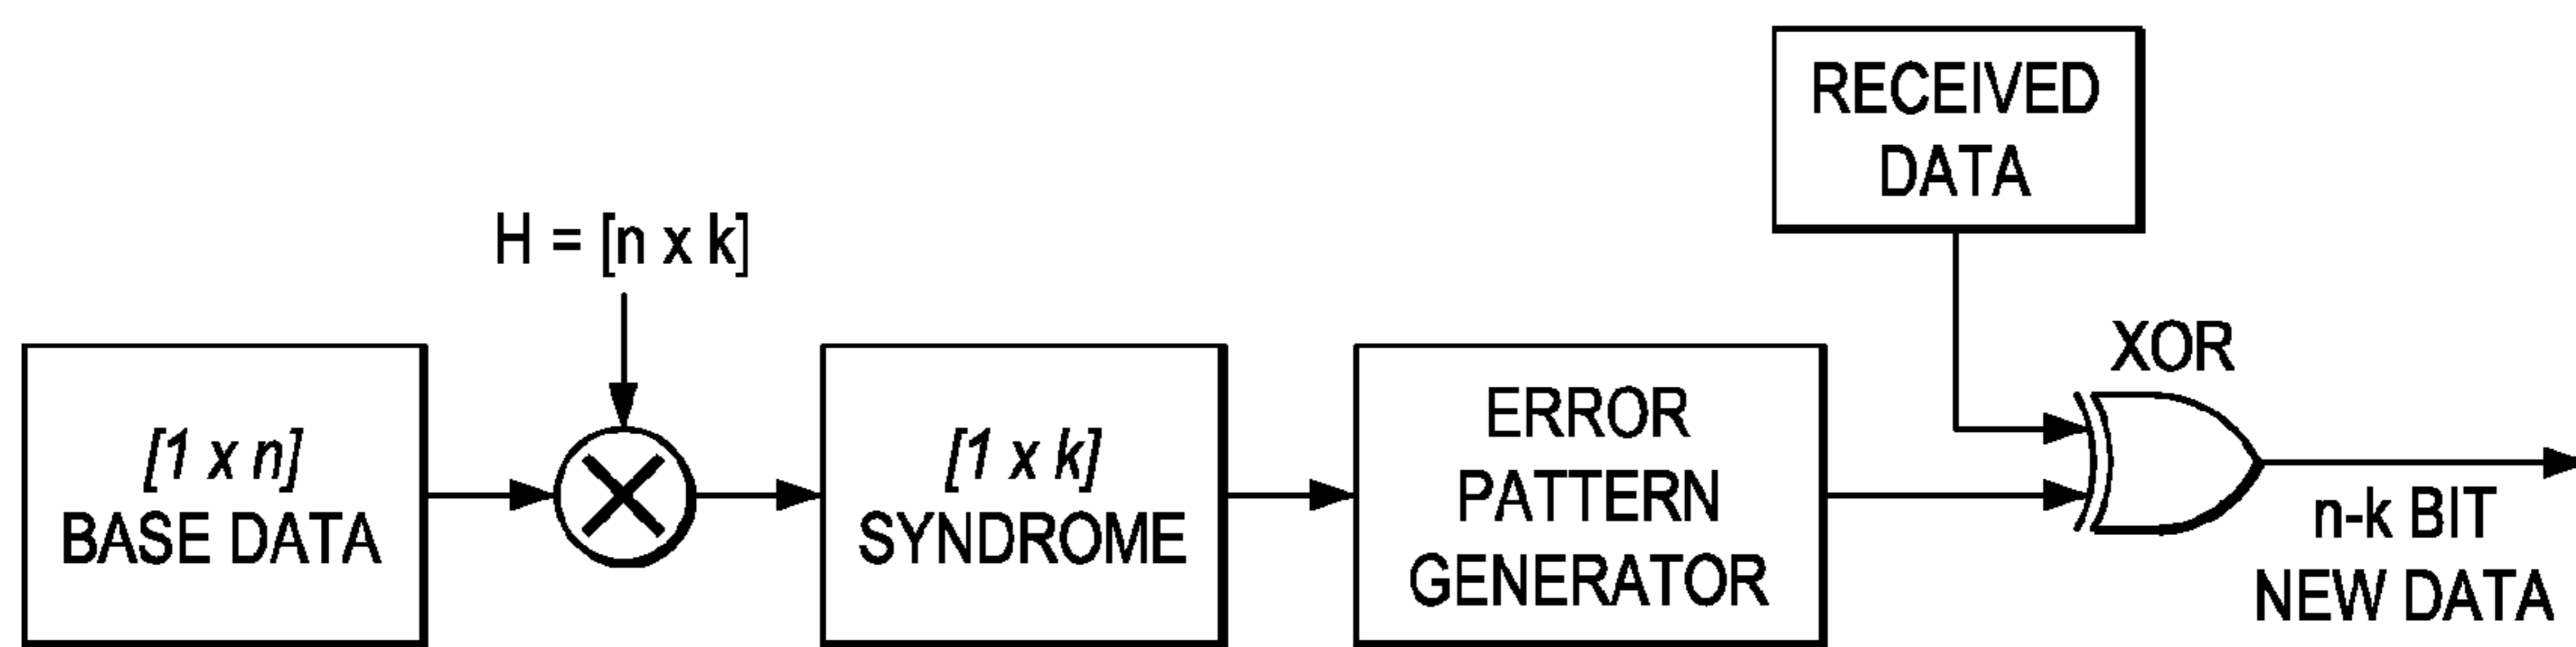 RECEIVED
DATA
H = [n x k]
XOR
[1 x n]
BASE DATA
[1 x k]
SYNDROME
ERROR
PATTERN
GENERATOR
n-k BIT
NEW DATA